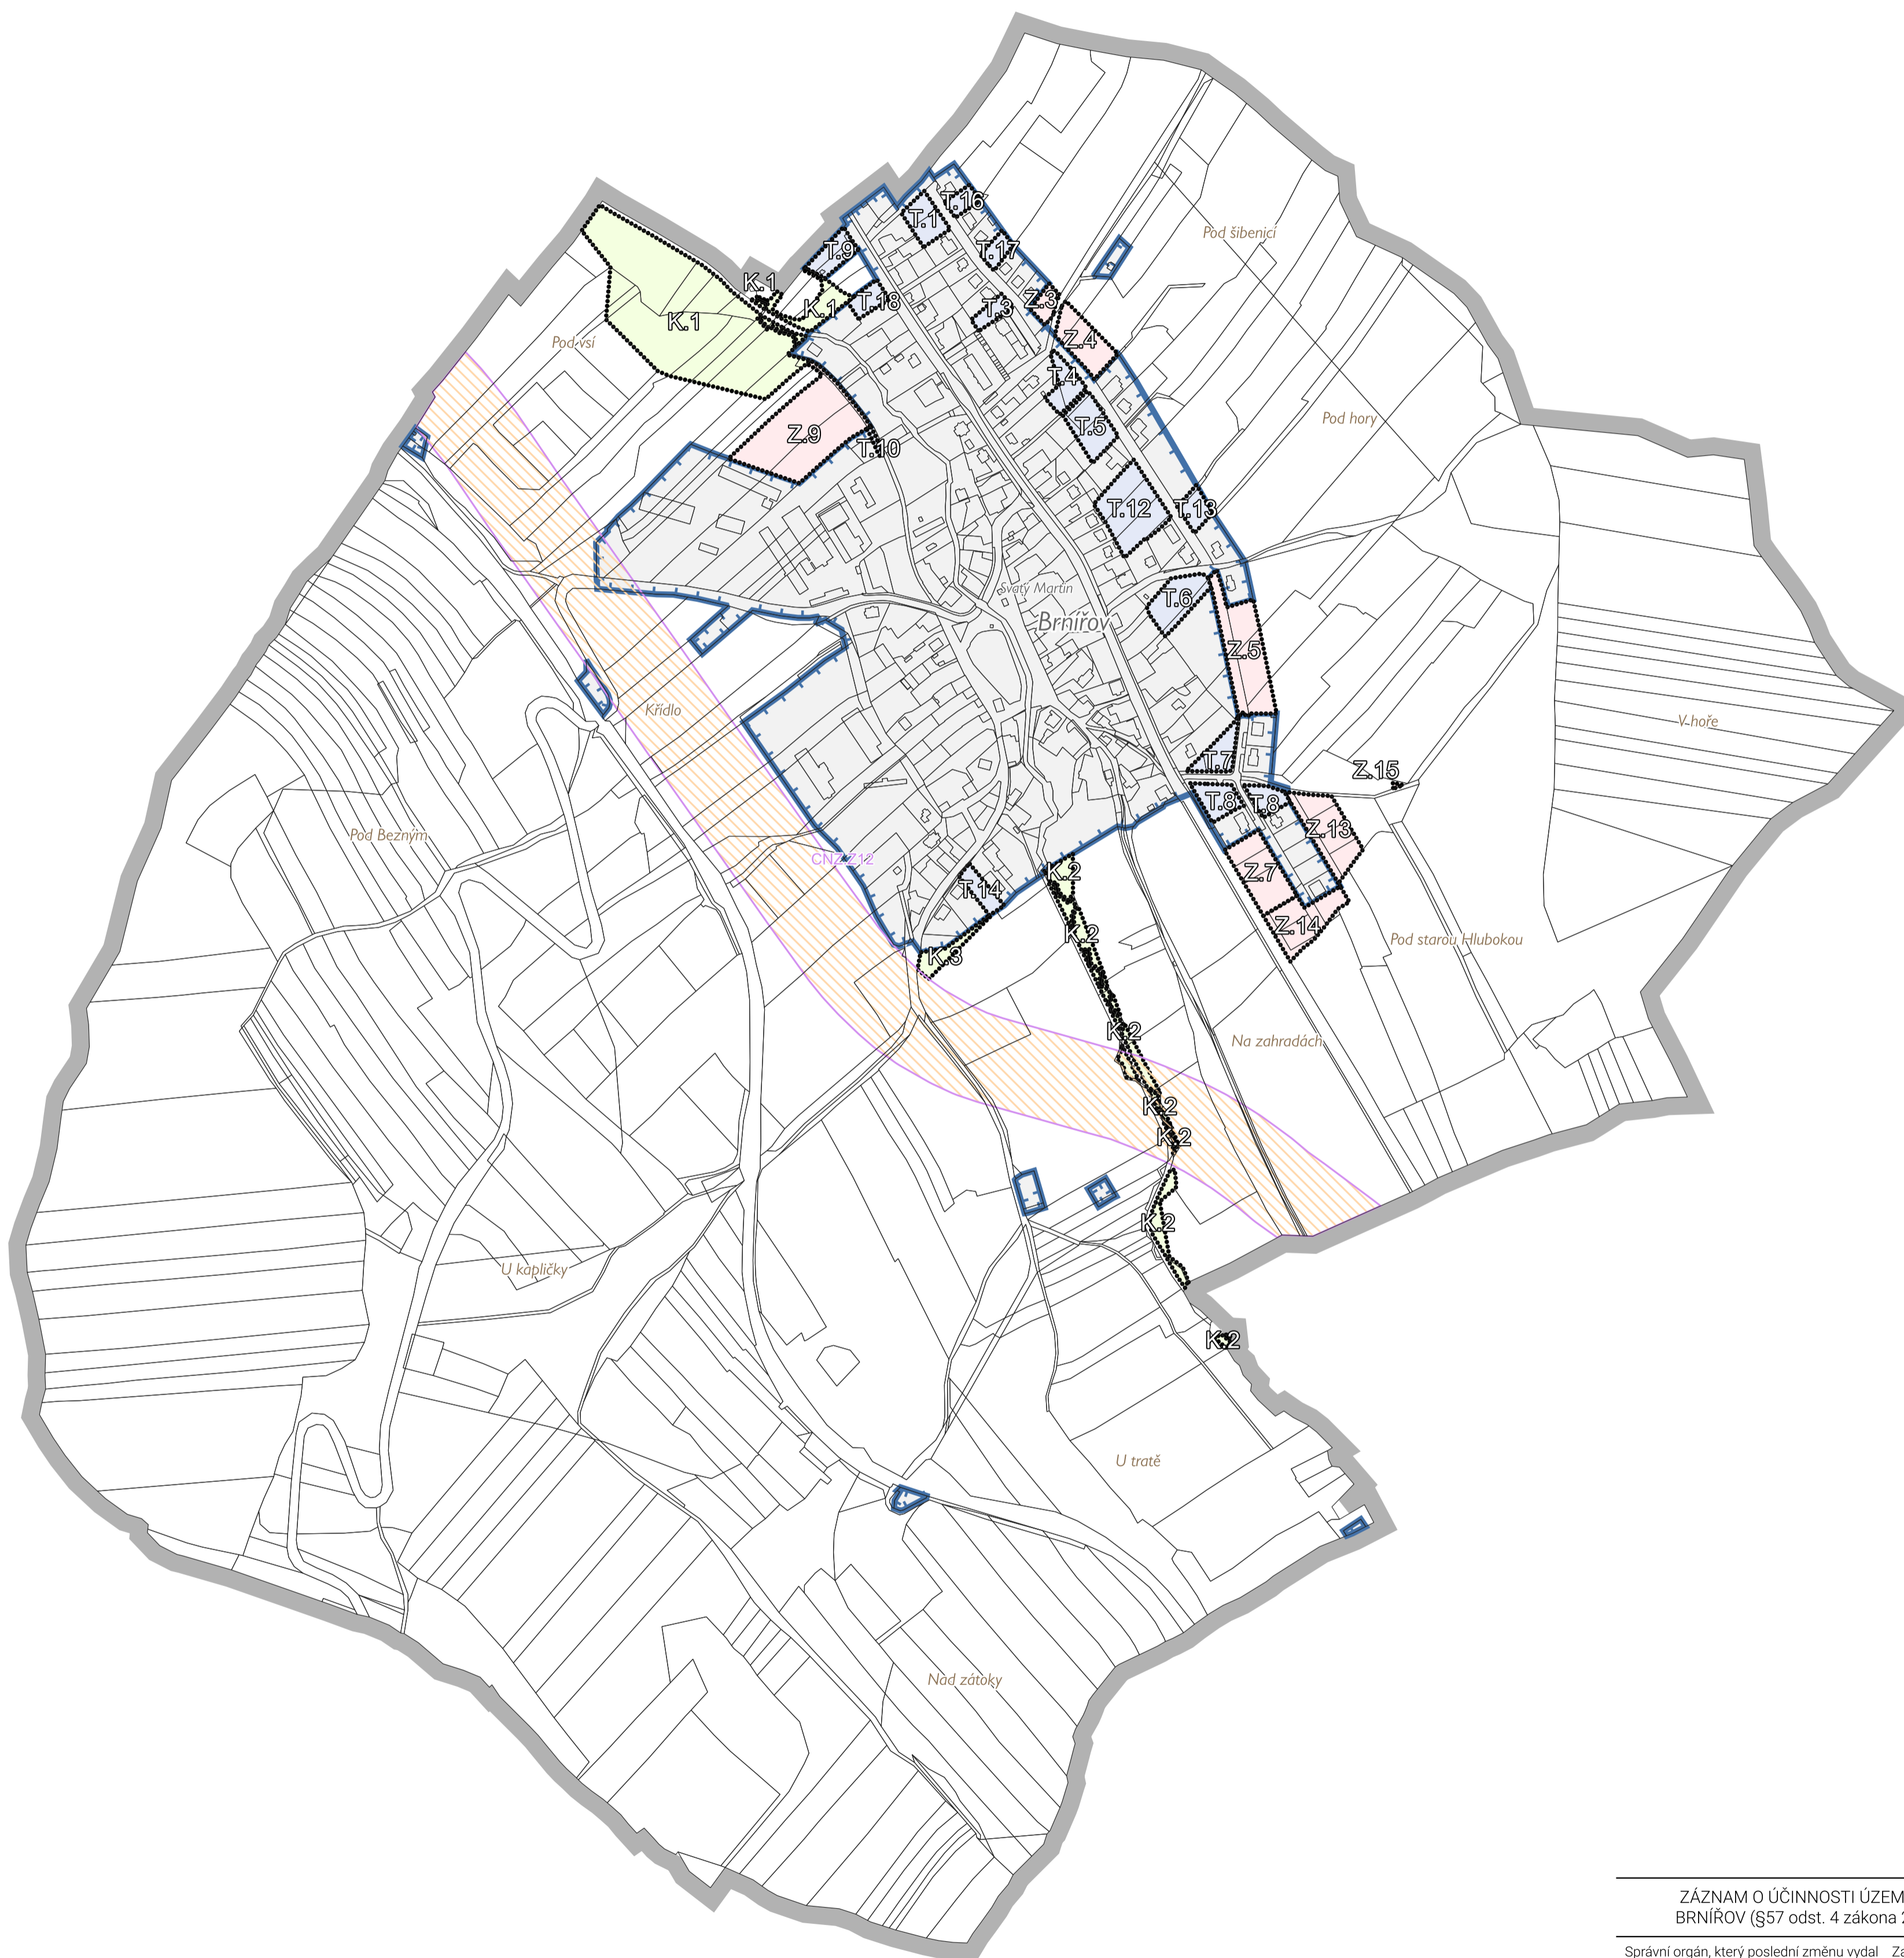 T.16
T.1
Pod šibenicí
T.9
T.17
K.1
Z.3
T.18
K.1
T.3
K.1
Pod vsí
Z.4
T.4
Pod hory
T.5
Z.9
T.10
T.12
T.13
Svatý Martin
T.6
Brnířov
Z.5
Křídlo
V hoře
T.7
Z.15
T.8
T.8
Z.13
Pod Bezným
CNZ.Z12
Z.7
K.2
T.14
Z.14
K.2
Pod starou Hlubokou
K.3
K.2
Na zahradách
K.2
K.2
K.2
U kapličky
K.2
U tratě
Nad zátoky
ZÁZNAM O ÚČINNOSTI ÚZEM
BRNÍŘOV (§57 odst. 4 zákona 2
Správní orgán, který poslední změnu vydal